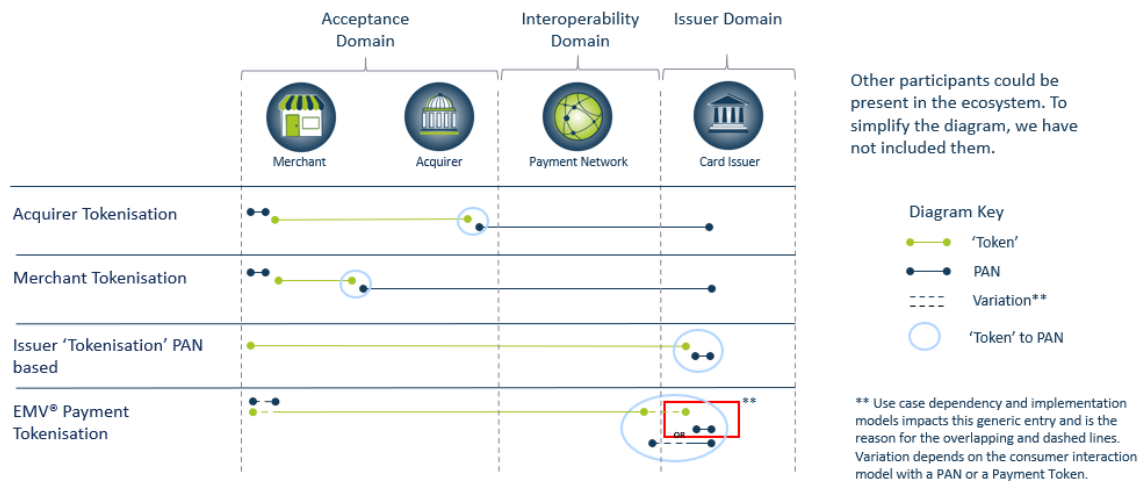 Acceptance
Domain
Interoperability
Domain
Issuer Domain
Merchant
Acquirer
Payment Network
Card Issuer
Other participants could be
present in the ecosystem. To
simplify the diagram, we have
not included them.
Acquirer Tokenisation
Merchant Tokenisation
Issuer ‘Tokenisation’ PAN
based
EMV® Payment
Tokenisation
**
OR
Diagram Key
‘Token’
PAN
Variation**
‘Token’ to PAN
** Use case dependency and implementation
models impacts this generic entry and is the
reason for the overlapping and dashed lines.
Variation depends on the consumer interaction
model with a PAN or a Payment Token.